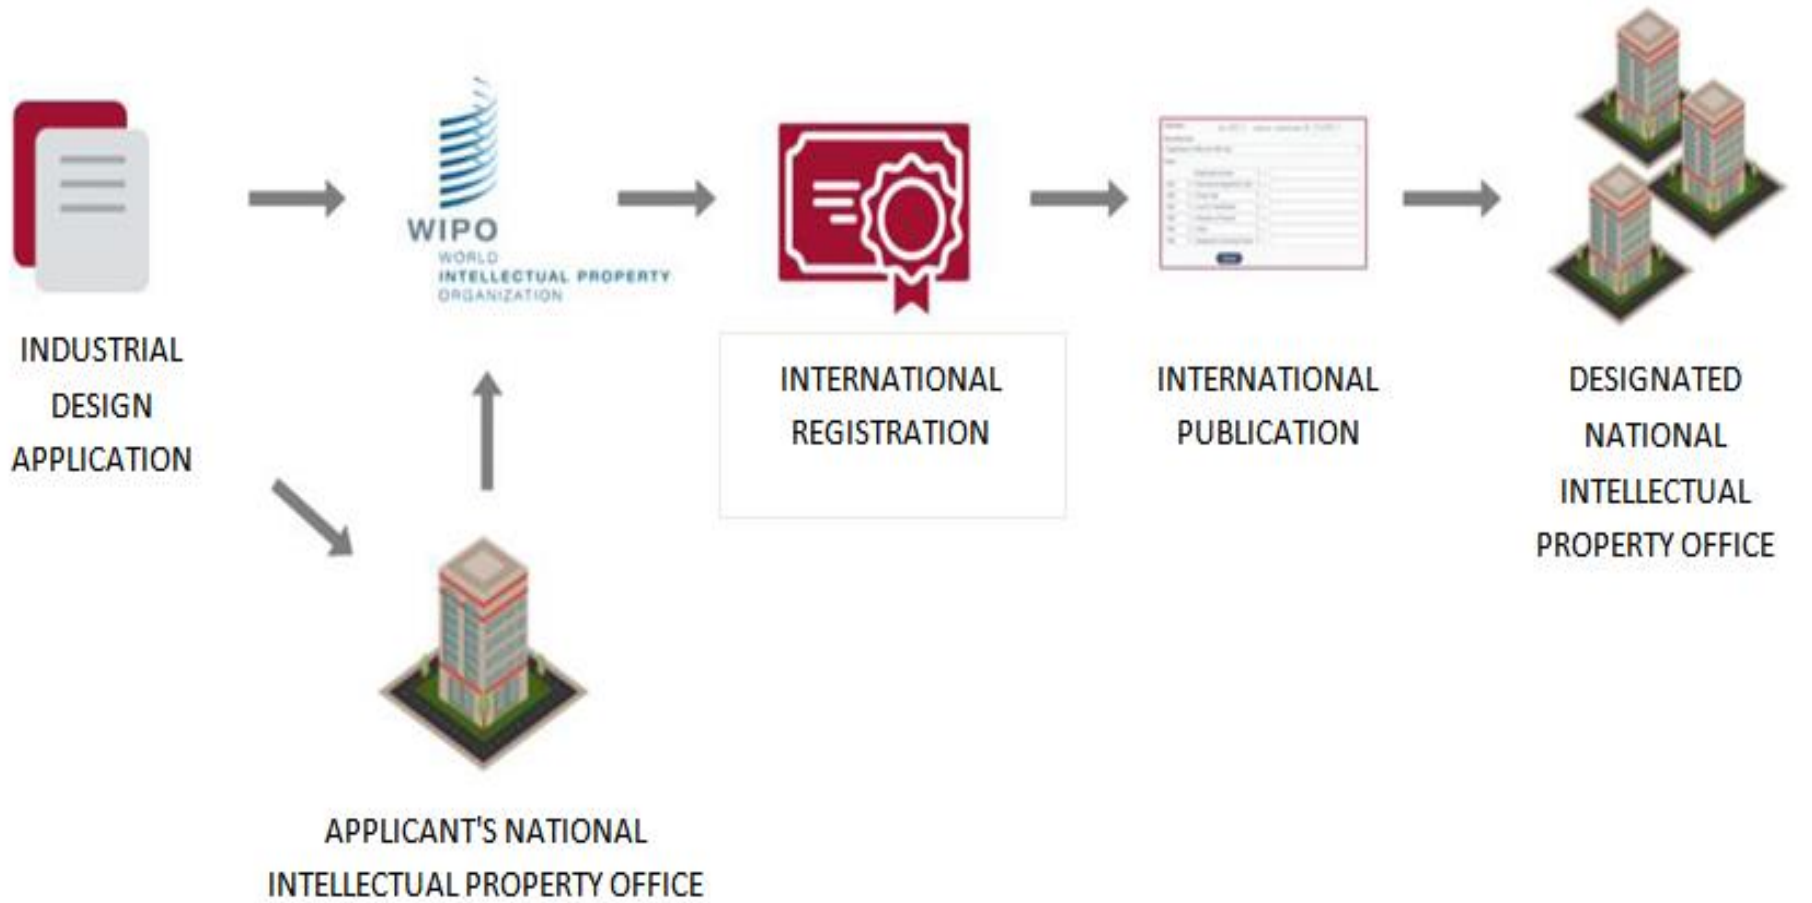 WIPO
WORLD
INTELLECTUAL PROPERTY
ORGANIZATION
INDUSTRIAL
DESIGN
APPLICATION
INTERNATIONAL
REGISTRATION
INTERNATIONAL
PUBLICATION
DESIGNATED
NATIONAL
INTELLECTUAL
PROPERTY OFFICE
APPLICANT'S NATIONAL
INTELLECTUAL PROPERTY OFFICE